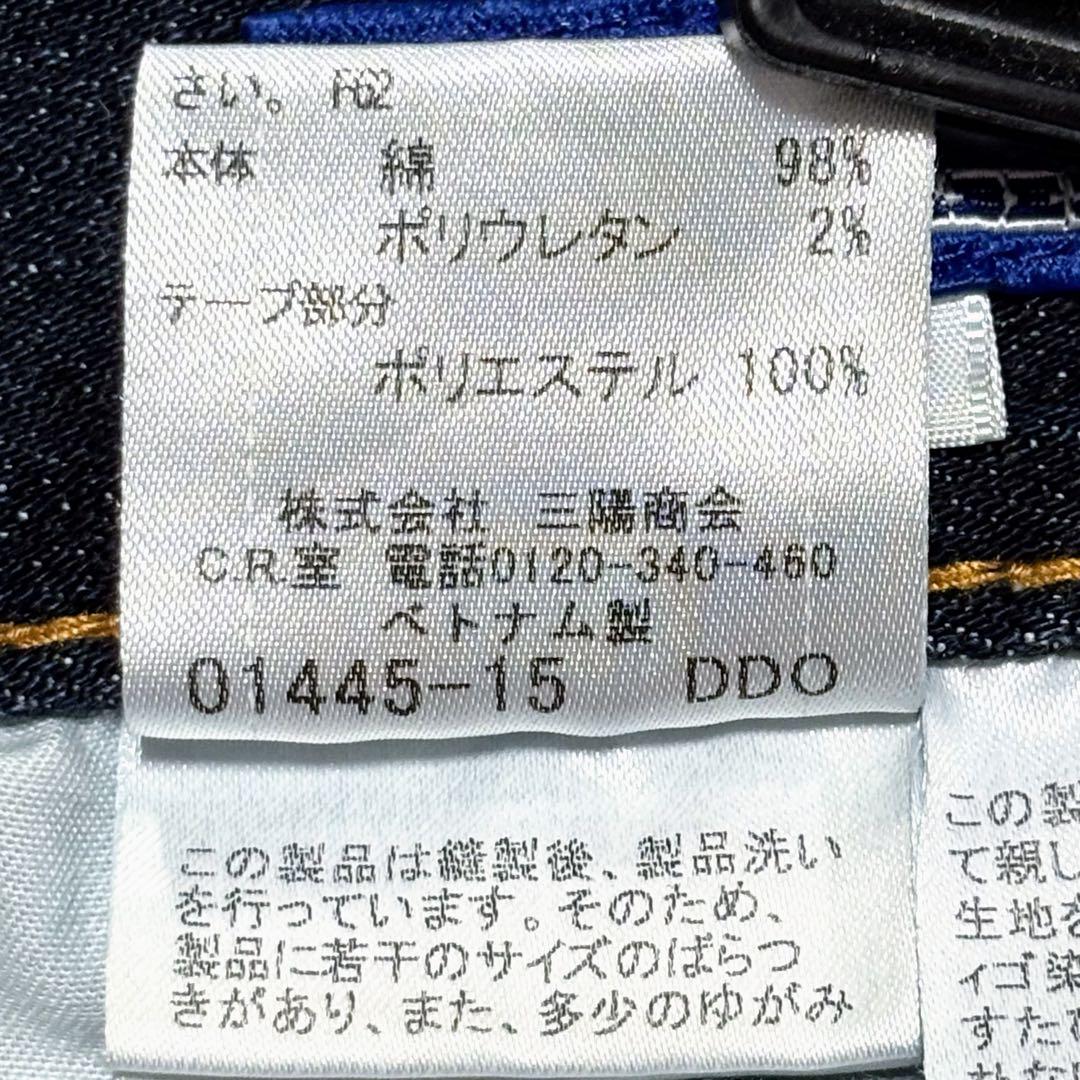 さい。 F62
本体 綿 98%
ポリウレタン 2%
テープ部分
ポリエステル 100%
株式会社 三陽商会
C.R.室 電話0120-340-460
ベトナム製
01445-15 DDO
この製品は縫製後、製品洗い
を行っています。そのため、
製品に若干のサイズのばらつ
きがあり、また、多少のゆがみ
この製
て親し
生地を
ィゴ染
すた